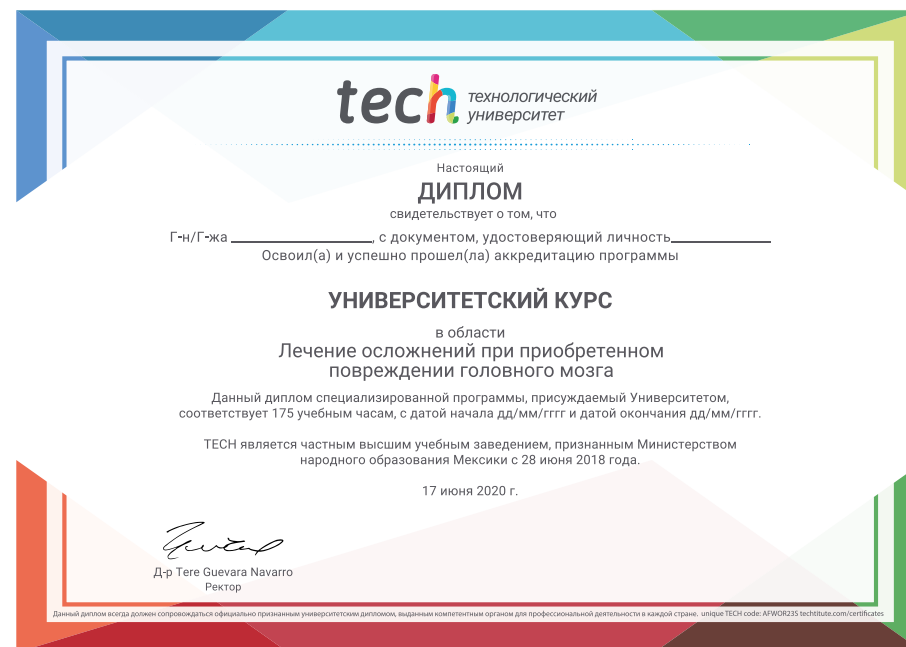 tech технологический
университет
Настоящий
ДИПЛОМ
свидетельствует о том, что
Г-н/Г-жа , с документом, удостоверяющий личность
Освоил(а) и успешно прошел(ла) аккредитацию программы
УНИВЕРСИТЕТСКИЙ КУРС
в области
Лечение осложнений при приобретенном
повреждении головного мозга
Данный диплом специализированной программы, присуждаемый Университетом,
соответствует 175 учебным часам, с датой начала дд/мм/гггг и датой окончания дд/мм/гггг.
TECH является частным высшим учебным заведением, признанным Министерством
народного образования Мексики с 28 июня 2018 года.
17 июня 2020 г.
Д-р Tere Guevara Navarro
Ректор
Данный диплом всегда должен сопровождаться официально признанным университетским дипломом, выданным компетентным органом для профессиональной деятельности в каждой стране. unique TECH code: AFWOR23S techtitute.com/certificates